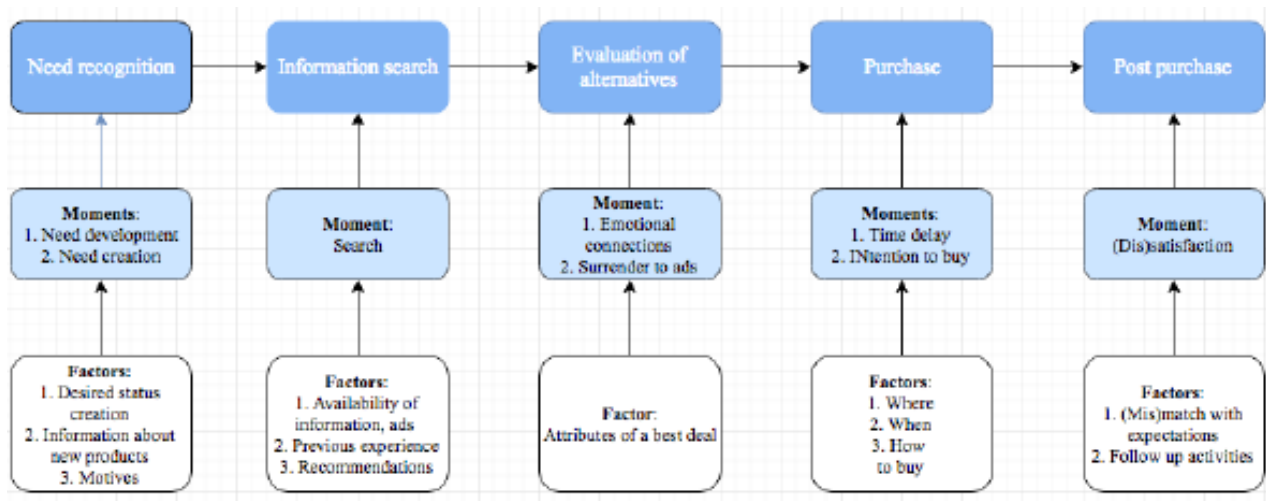 Need recognition
Information search
Evaluation of
alternatives
Purchase
Post purchase
Moments:
1. Need development
2. Need creation
Moment:
Search
Moment:
1. Emotional
connections
2. Surrender to ads
Moments:
1. Time delay
2. INtention to buy
Moment:
(Dis)satisfaction
Factors:
1. Desired status
creation
2. Information about
new products
3. Motives
Factors:
1. Availability of
information, ads
2. Previous experience
3. Recommendations
Factor:
Attributes of a best deal
Factors:
1. Where
2. When
3. How
to buy
Factors:
1. (Mis)match with
expectations
2. Follow up activities